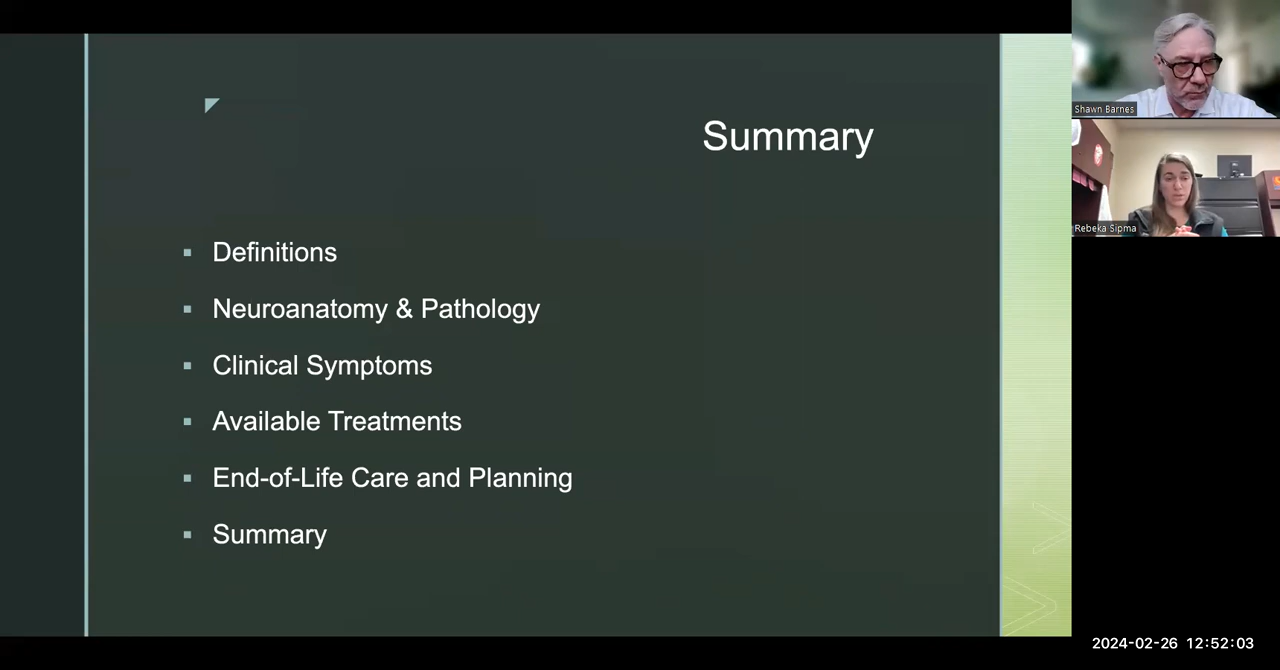 Summary
Definitions
Neuroanatomy & Pathology
Clinical Symptoms
Available Treatments
End-of-Life Care and Planning
Summary
Shawn Barnes
Rebeka Sipma
2024-02-26 12:52:03